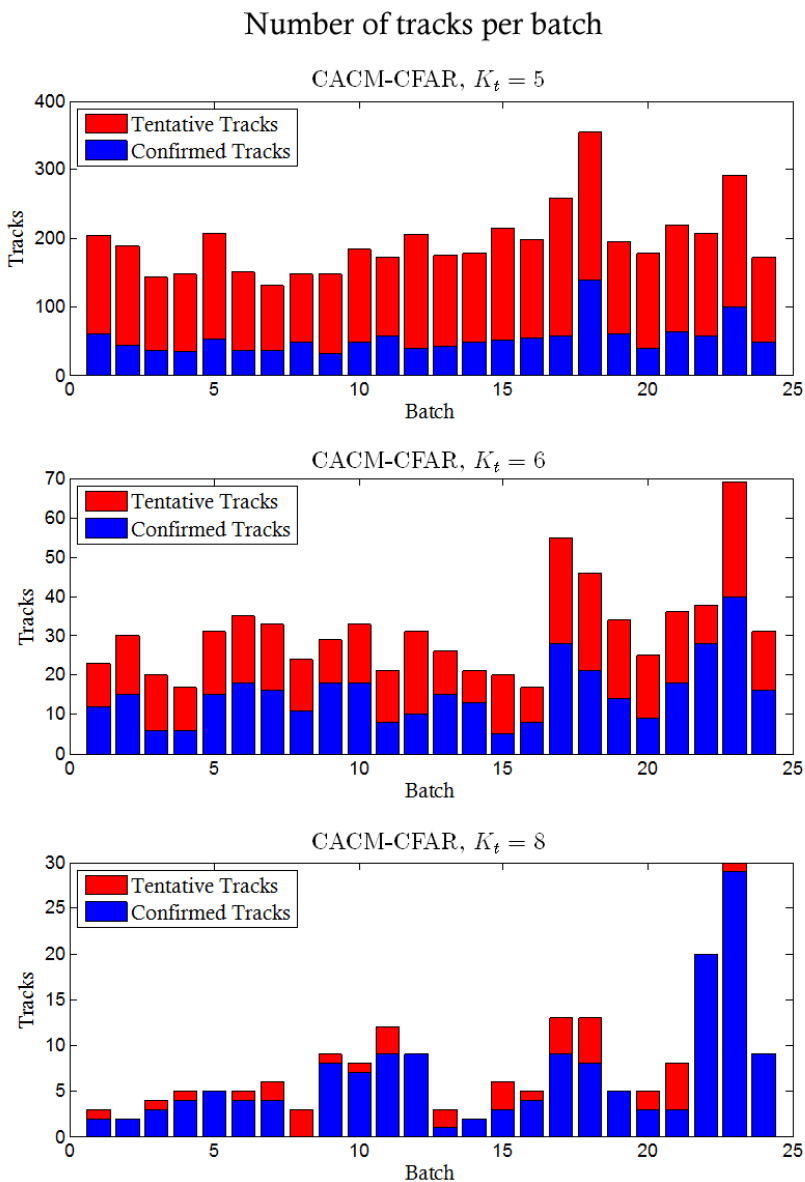 Number of tracks per batch
CACM-CFAR, K_t = 5
400
300
200
100
0
Tracks
Tentative Tracks
Confirmed Tracks
0 5 10 15 20 25
Batch
CACM-CFAR, K_t = 6
70
60
50
40
30
20
10
0
Tracks
Tentative Tracks
Confirmed Tracks
0 5 10 15 20 25
Batch
CACM-CFAR, K_t = 8
30
25
20
15
10
5
0
Tracks
Tentative Tracks
Confirmed Tracks
0 5 10 15 20 25
Batch